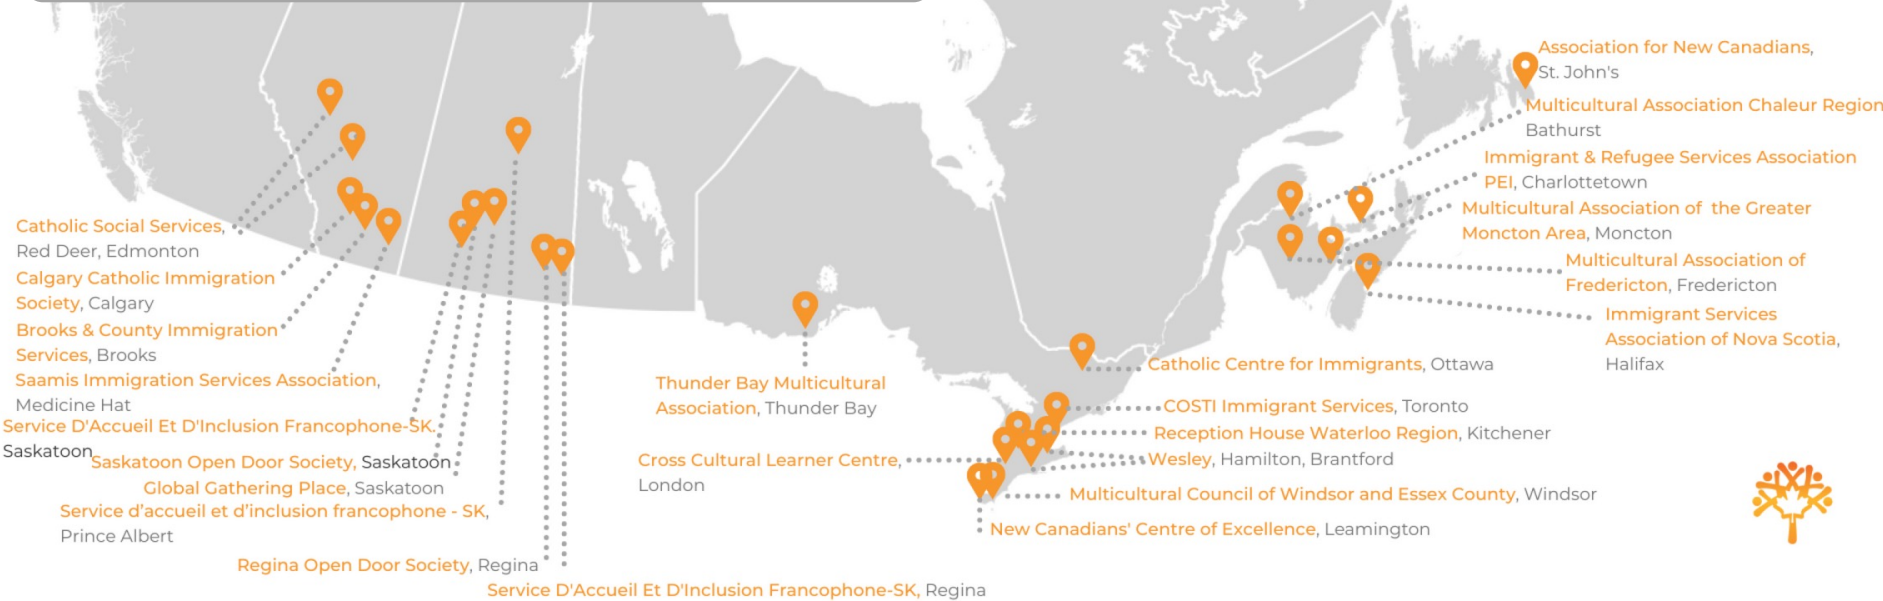 Catholic Social Services,
Red Deer, Edmonton
Calgary Catholic Immigration
Society, Calgary
Brooks & County Immigration
Services, Brooks
Saamis Immigration Services Association,
Medicine Hat
Service D'Accueil Et D'Inclusion Francophone-SK.
Saskatoon
Saskatoon Open Door Society, Saskatoon
Global Gathering Place, Saskatoon
Service d'accueil et d'inclusion francophone - SK,
Prince Albert
Regina Open Door Society, Regina
Service D'Accueil Et D'Inclusion Francophone-SK, Regina
Thunder Bay Multicultural
Association, Thunder Bay
Cross Cultural Learner Centre,
London
Association for New Canadians,
St. John's
Multicultural Association Chaleur Region
Bathurst
Immigrant & Refugee Services Association
PEI, Charlottetown
Multicultural Association of the Greater
Moncton Area, Moncton
Multicultural Association of
Fredericton, Fredericton
Immigrant Services
Association of Nova Scotia,
Halifax
Catholic Centre for Immigrants, Ottawa
COSTI Immigrant Services, Toronto
Reception House Waterloo Region, Kitchener
Wesley, Hamilton, Brantford
Multicultural Council of Windsor and Essex County, Windsor
New Canadians' Centre of Excellence, Leamington